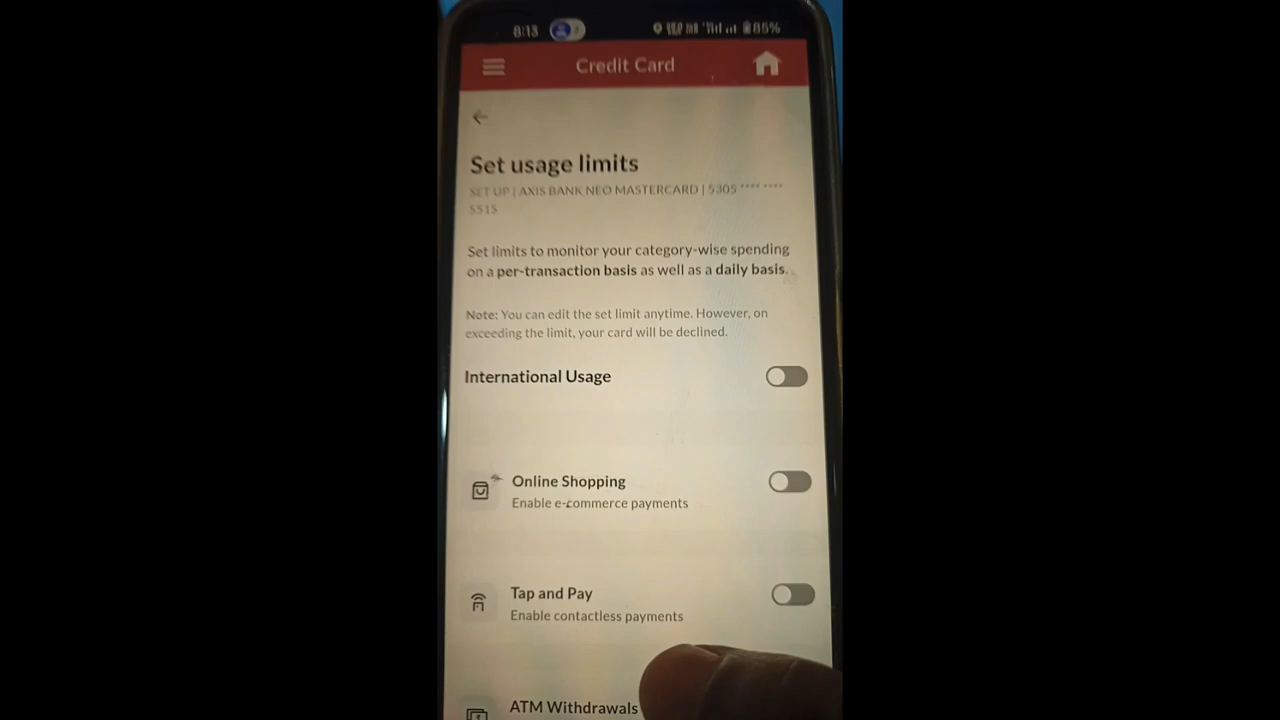 8:13
85%
Credit Card
Set usage limits
SET UP | AXIS BANK NEO MASTERCARD | 5305 **** ****
5515
Set limits to monitor your category-wise spending
on a per-transaction basis as well as a daily basis.
Note: You can edit the set limit anytime. However, on
exceeding the limit, your card will be declined.
International Usage
Online Shopping
Enable e-commerce payments
Tap and Pay
Enable contactless payments
ATM Withdrawals